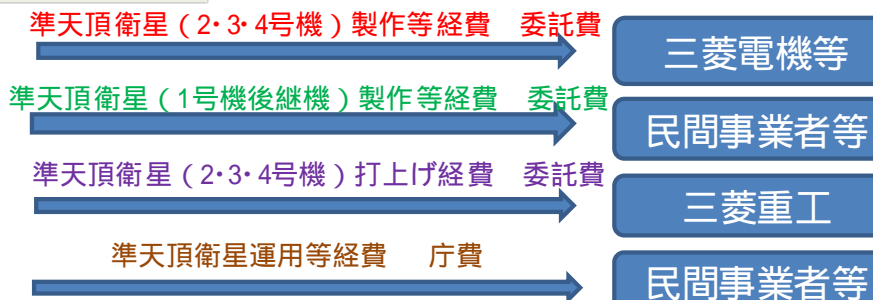 準天頂衛星（2・3・4号機）製作等経費　委託費
三菱電機等
準天頂衛星（1号機後継機）製作等経費　委託費
民間事業者等
準天頂衛星（2・3・4号機）打上げ経費　委託費
三菱重工
準天頂衛星運用等経費　庁費
民間事業者等